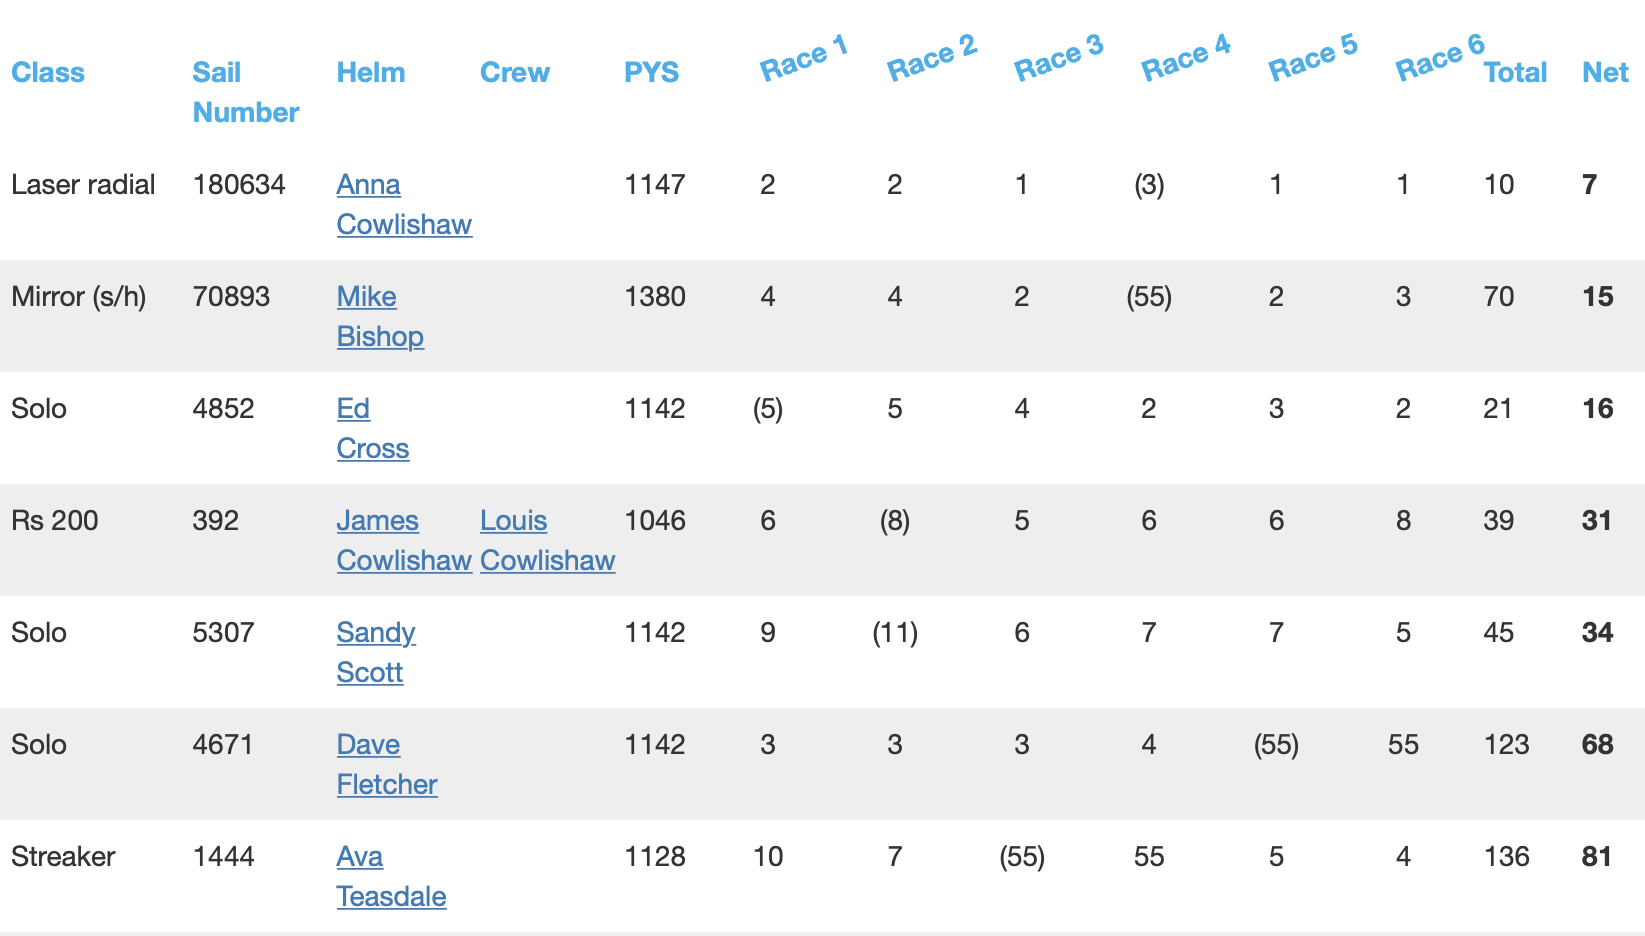 Class Sail Number Helm Crew PYS Race 1 Race 2 Race 3 Race 4 Race 5 Race 6 Total Net
Laser radial 180634 Anna Cowlishaw 1147 2 2 1 (3) 1 1 10 7
Mirror (s/h) 70893 Mike Bishop 1380 4 4 2 (55) 2 3 70 15
Solo 4852 Ed Cross 1142 (5) 5 4 2 3 2 21 16
Rs 200 392 James Cowlishaw Louis Cowlishaw 1046 6 (8) 5 6 6 8 39 31
Solo 5307 Sandy Scott 1142 9 (11) 6 7 7 5 45 34
Solo 4671 Dave Fletcher 1142 3 3 3 4 (55) 55 123 68
Streaker 1444 Ava Teasdale 1128 10 7 (55) 55 5 4 136 81